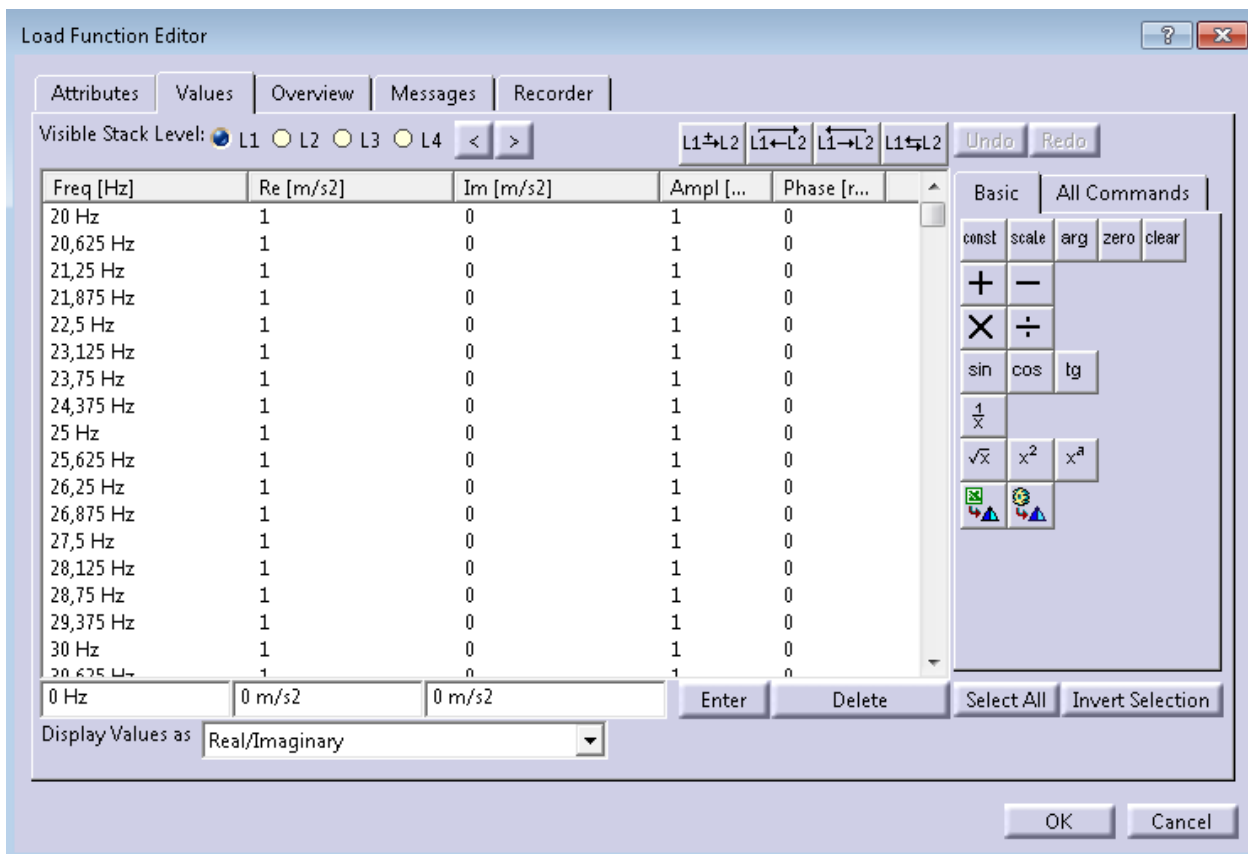 Load Function Editor
Attributes Values Overview Messages Recorder
Visible Stack Level: L1 L2 L3 L4 < > L1±→L2 L1←L2 L1→L2 L1⇆L2 Undo Redo
Freq [Hz] Re [m/s2] Im [m/s2] Ampl [... Phase [r... Basic All Commands
20 Hz 1 0 1 0
20,625 Hz 1 0 1 0 const scale arg zero clear
21,25 Hz 1 0 1 0
21,875 Hz 1 0 1 0 + −
22,5 Hz 1 0 1 0 × ÷
23,125 Hz 1 0 1 0
23,75 Hz 1 0 1 0 sin cos tg
24,375 Hz 1 0 1 0
25 Hz 1 0 1 0 1/x
25,625 Hz 1 0 1 0 √x x² xª
26,25 Hz 1 0 1 0
26,875 Hz 1 0 1 0
27,5 Hz 1 0 1 0
28,125 Hz 1 0 1 0
28,75 Hz 1 0 1 0
29,375 Hz 1 0 1 0
30 Hz 1 0 1 0
30,625 Hz 1 0 1 0
0 Hz 0 m/s2 0 m/s2 Enter Delete Select All Invert Selection
Display Values as Real/Imaginary
OK Cancel